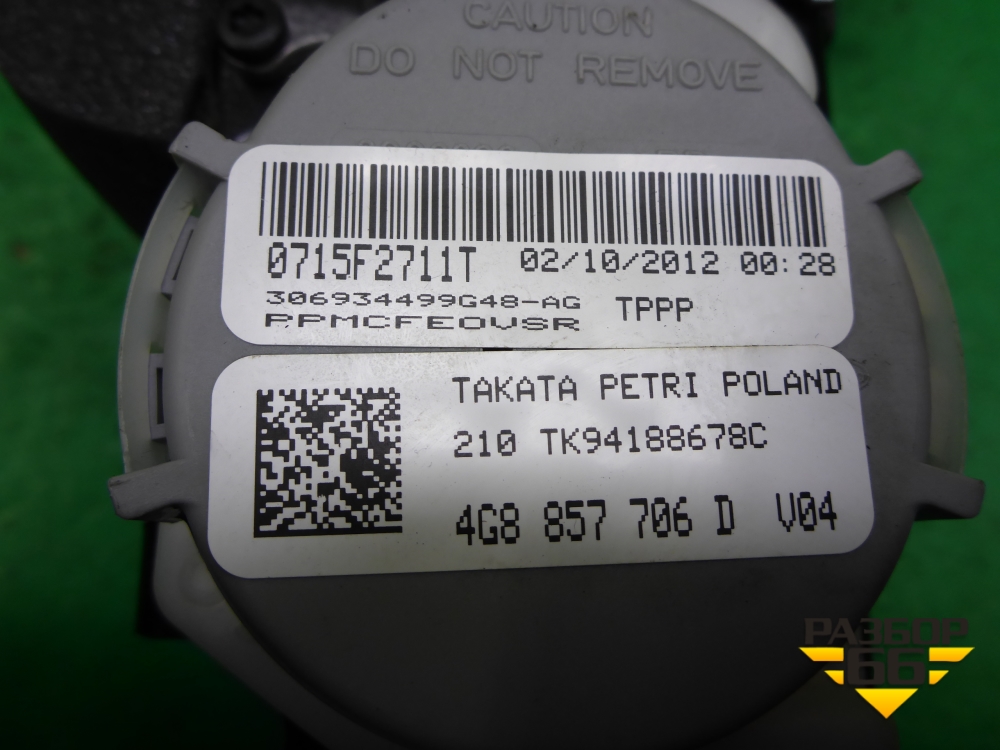 CAUTION
DO NOT REMOVE
0715F2711T 02/10/2012 00:28
306934499G48-AG TPPP
PPMCFEOVSR
TAKATA PETRI POLAND
210 TK94188678C
4G8 857 706 D V04
РАЗБОР
66